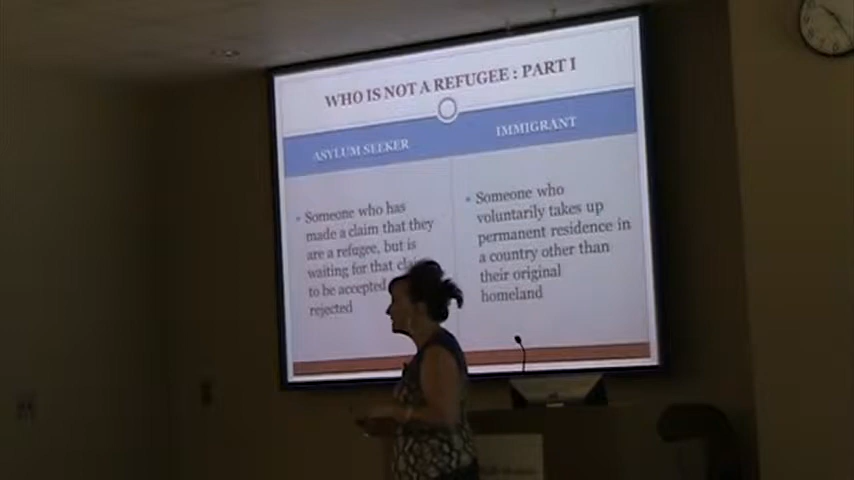 WHO IS NOT A REFUGEE : PART I
ASYLUM SEEKER
• Someone who has
made a claim that they
are a refugee, but is
waiting for that
to be accepted
rejected
IMMIGRANT
• Someone who
voluntarily takes up
permanent residence in
a country other than
their original
homeland